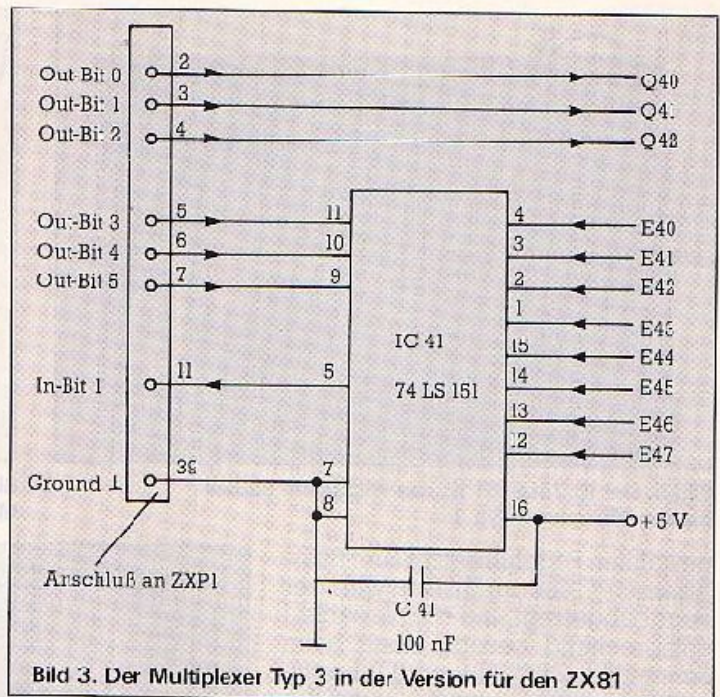 Out-Bit 0
2
Q40
Out-Bit 1
3
Q41
Out-Bit 2
4
Q42
Out-Bit 3
5
11
4
E40
Out-Bit 4
6
10
3
E41
Out-Bit 5
7
9
2
E42
1
E43
IC 41
15
E44
In-Bit 1
11
5
74 LS 151
14
E45
13
E46
12
E47
Ground ⊥
39
7
8
16
+5 V
Anschluß an ZXP1
C 41
100 nF
Bild 3. Der Multiplexer Typ 3 in der Version für den ZX81